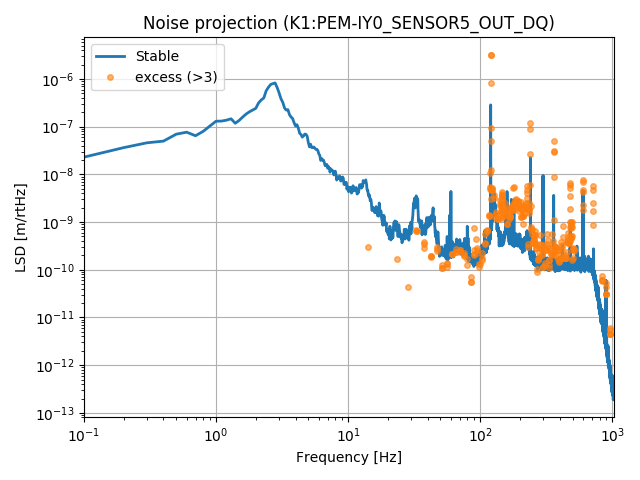 Noise projection (K1:PEM-IY0_SENSOR5_OUT_DQ)
Stable
excess (>3)
LSD [m/rtHz]
10⁻⁶
10⁻⁷
10⁻⁸
10⁻⁹
10⁻¹⁰
10⁻¹¹
10⁻¹²
10⁻¹³
10⁻¹ 10⁰ 10¹ 10² 10³
Frequency [Hz]